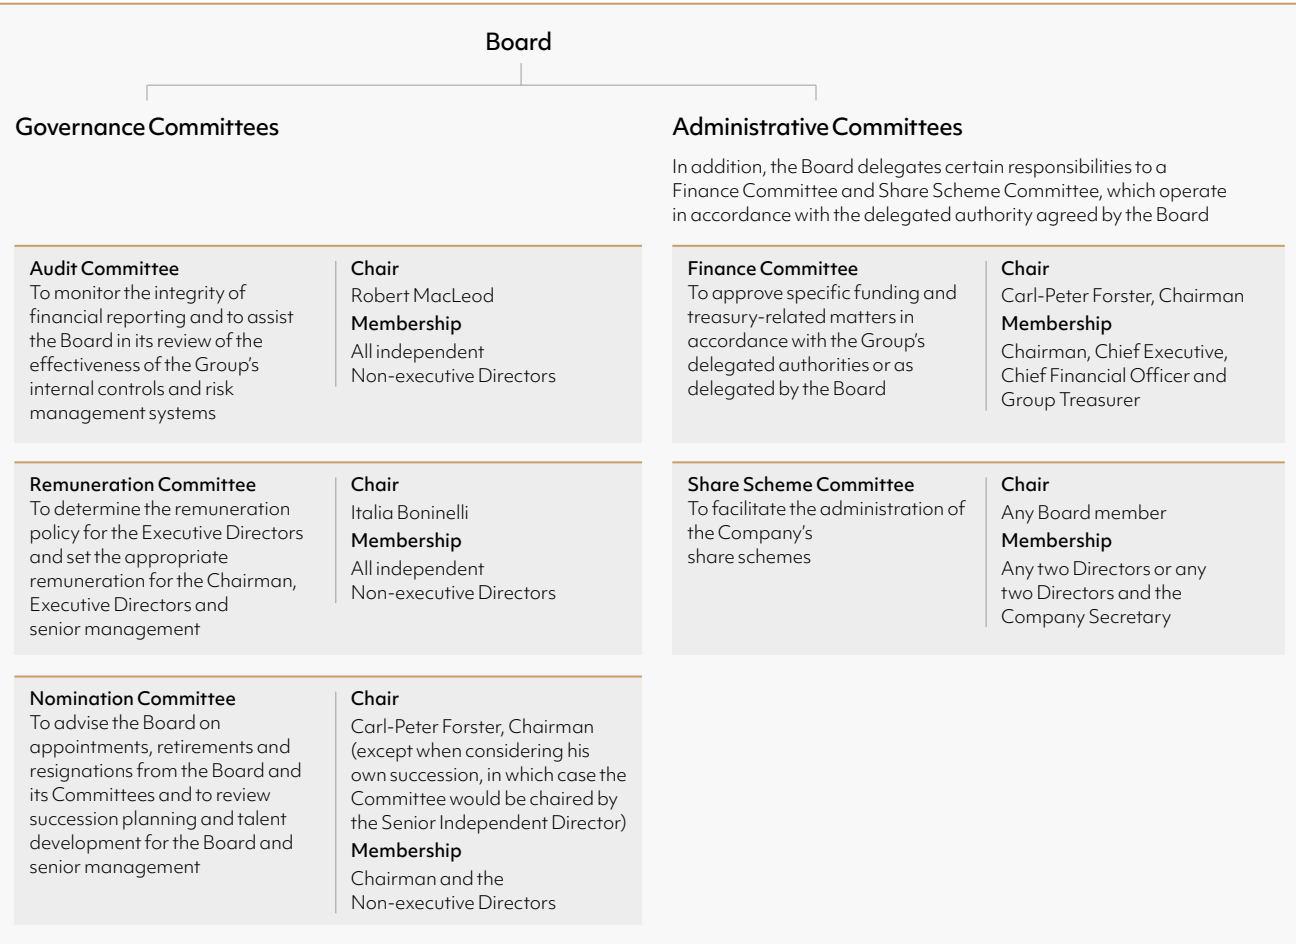 Board
Governance Committees
Administrative Committees
In addition, the Board delegates certain responsibilities to a
Finance Committee and Share Scheme Committee, which operate
in accordance with the delegated authority agreed by the Board
Audit Committee
To monitor the integrity of
financial reporting and to assist
the Board in its review of the
effectiveness of the Group’s
internal controls and risk
management systems
Chair
Robert MacLeod
Membership
All independent
Non-executive Directors
Finance Committee
To approve specific funding and
treasury-related matters in
accordance with the Group’s
delegated authorities or as
delegated by the Board
Chair
Carl-Peter Forster, Chairman
Membership
Chairman, Chief Executive,
Chief Financial Officer and
Group Treasurer
Remuneration Committee
To determine the remuneration
policy for the Executive Directors
and set the appropriate
remuneration for the Chairman,
Executive Directors and
senior management
Chair
Italia Boninelli
Membership
All independent
Non-executive Directors
Share Scheme Committee
To facilitate the administration of
the Company’s
share schemes
Chair
Any Board member
Membership
Any two Directors or any
two Directors and the
Company Secretary
Nomination Committee
To advise the Board on
appointments, retirements and
resignations from the Board and
its Committees and to review
succession planning and talent
development for the Board and
senior management
Chair
Carl-Peter Forster, Chairman
(except when considering his
own succession, in which case the
Committee would be chaired by
the Senior Independent Director)
Membership
Chairman and the
Non-executive Directors